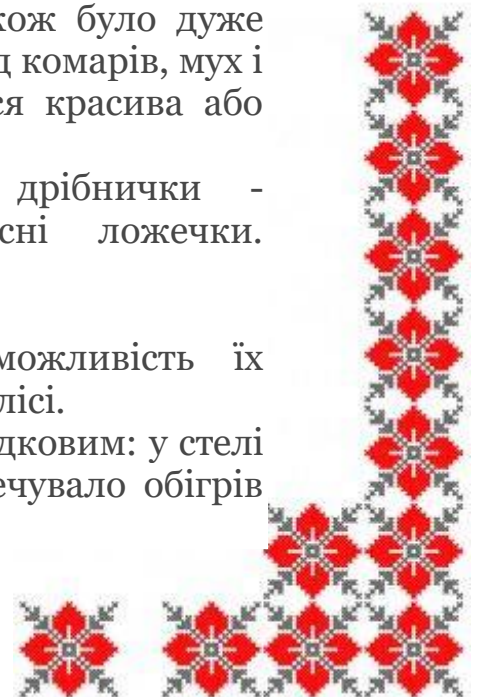 кож було дуже
д комарів, мух і
ся красива або
дрібнички -
сні ложечки.
можливість їх
лісі.
дковим: у стелі
ечувало обігрів